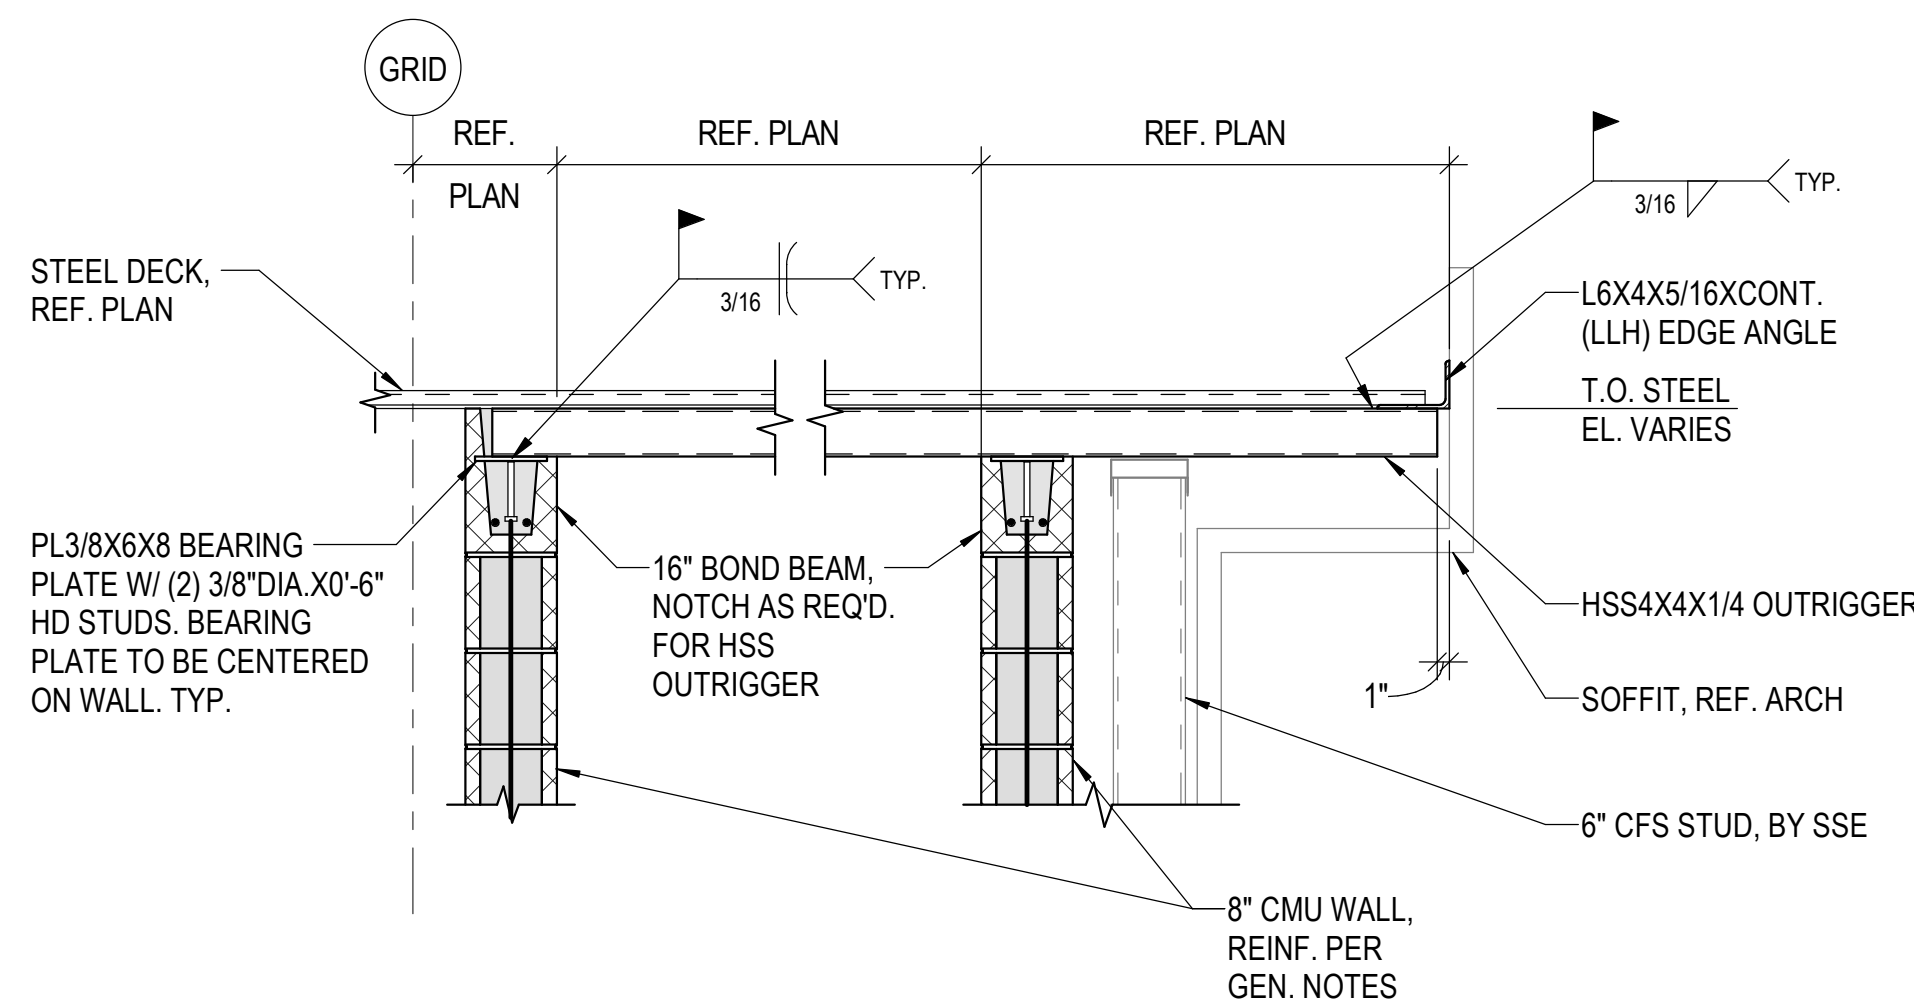 GRID
REF.
PLAN
REF. PLAN
REF. PLAN
3/16
TYP.
3/16
TYP.
STEEL DECK,
REF. PLAN
L6X4X5/16XCONT.
(LLH) EDGE ANGLE
T.O. STEEL
EL. VARIES
PL3/8X6X8 BEARING
PLATE W/ (2) 3/8"DIA.X0'-6"
HD STUDS. BEARING
PLATE TO BE CENTERED
ON WALL. TYP.
16" BOND BEAM,
NOTCH AS REQ'D.
FOR HSS
OUTRIGGER
HSS4X4X1/4 OUTRIGGER
1"
SOFFIT, REF. ARCH
6" CFS STUD, BY SSE
8" CMU WALL,
REINF. PER
GEN. NOTES